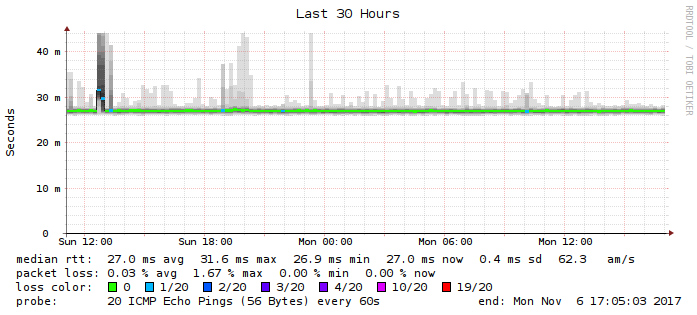 Last 30 Hours
RRDTOOL / TOBI OETIKER
Seconds
40 m
30 m
20 m
10 m
0
Sun 12:00 Sun 18:00 Mon 00:00 Mon 06:00 Mon 12:00
median rtt: 27.0 ms avg 31.6 ms max 26.9 ms min 27.0 ms now 0.4 ms sd 62.3 am/s
packet loss: 0.03 % avg 1.67 % max 0.00 % min 0.00 % now
loss color: 0 1/20 2/20 3/20 4/20 10/20 19/20
probe: 20 ICMP Echo Pings (56 Bytes) every 60s end: Mon Nov 6 17:05:03 2017